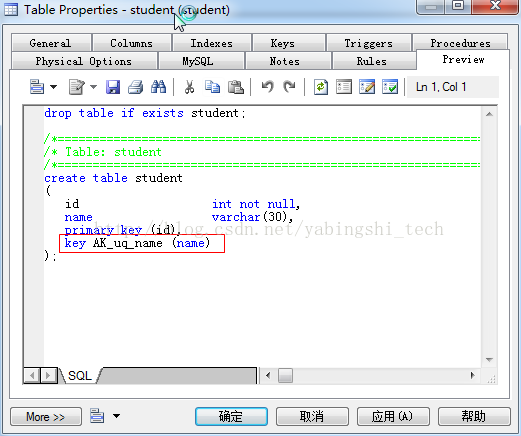 Table Properties - student (student)
General
Columns
Indexes
Keys
Triggers
Procedures
Physical Options
MySQL
Notes
Rules
Preview
Ln 1, Col 1
drop table if exists student;
/*==============================================================
/* Table: student
/*==============================================================
create table student
(
id int not null,
name varchar(30),
primary key (id),
key AK_uq_name (name)
);
http://blog.csdn.net/yabingshi_tech
SQL
More >>
确定
取消
应用(A)
帮助